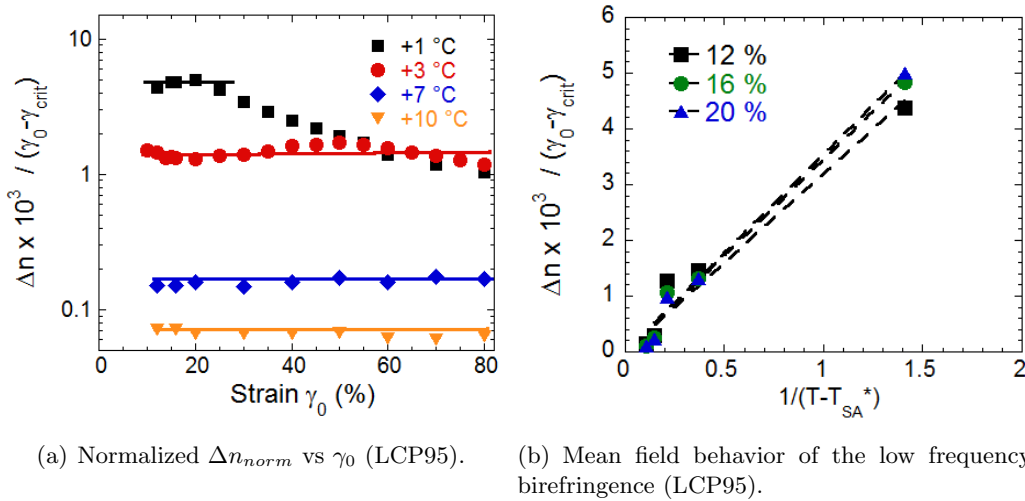 10
1
0.1
Δn x 10³ / (γ₀-γcrit)
+1 °C
+3 °C
+7 °C
+10 °C
0 20 40 60 80
Strain γ₀ (%)
6
5
4
3
2
1
0
Δn x 10³ / (γ₀-γcrit)
12 %
16 %
20 %
0 0.5 1 1.5 2
1/(T-TSA*)
(a) Normalized Δnnorm vs γ0 (LCP95).
(b) Mean field behavior of the low frequency
birefringence (LCP95).